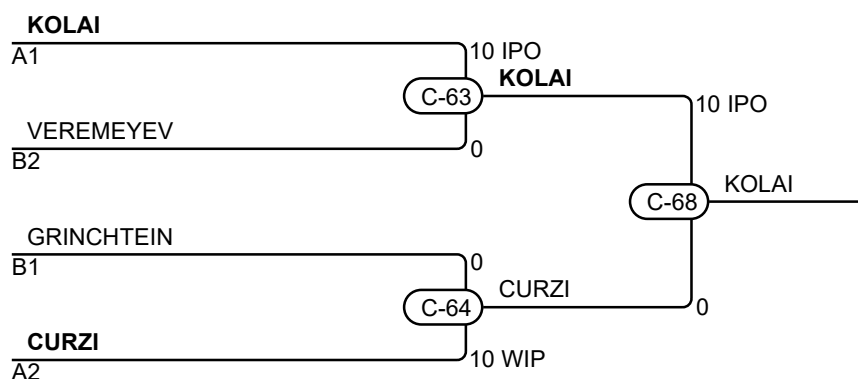 KOLAI
A1
10 IPO
C-63
KOLAI
VEREMEYEV
B2
0
10 IPO
C-68
KOLAI
GRINCHTEIN
B1
0
C-64
CURZI
0
CURZI
A2
10 WIP